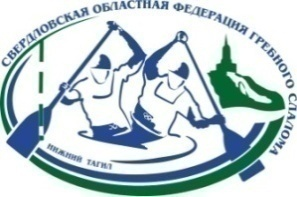 СВЕРДЛОВСКАЯ ОБЛАСТНАЯ ФЕДЕРАЦИЯ ГРЕБНОГО СЛАЛОМА
НИЖНИЙ ТАГИЛ